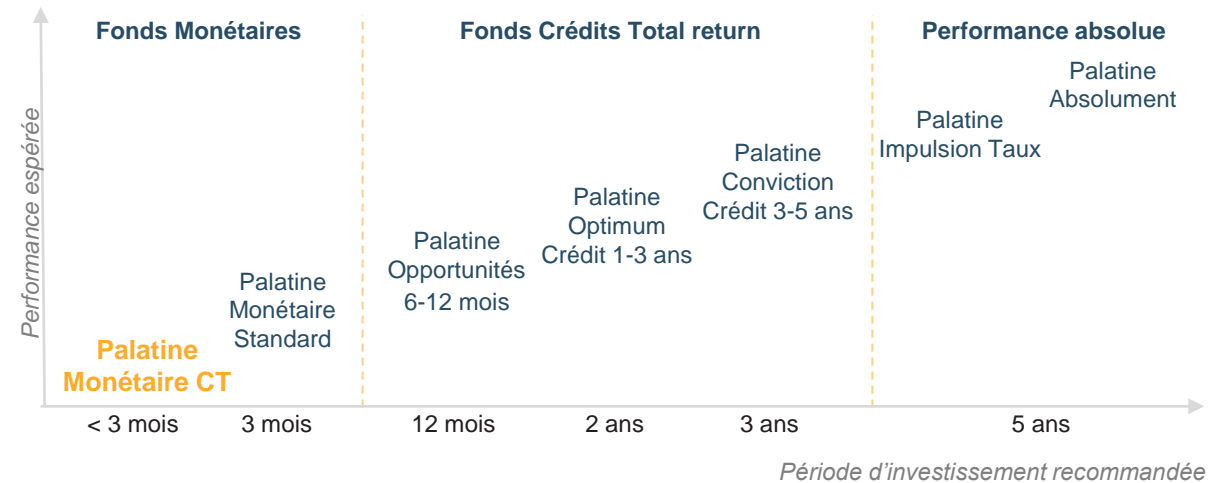 Fonds Monétaires
Fonds Crédits Total return
Performance absolue
Performance espérée
Palatine
Monétaire CT
Palatine
Monétaire
Standard
Palatine
Opportunités
6-12 mois
Palatine
Optimum
Crédit 1-3 ans
Palatine
Conviction
Crédit 3-5 ans
Palatine
Impulsion Taux
Palatine
Absolument
< 3 mois
3 mois
12 mois
2 ans
3 ans
5 ans
Période d’investissement recommandée